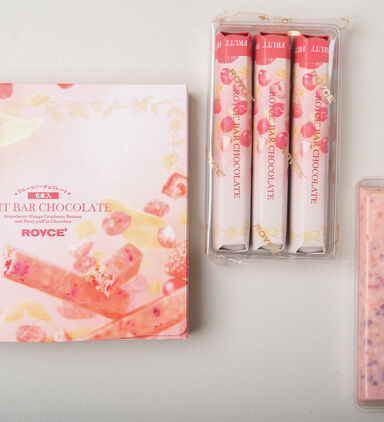 フルーツバーチョコレート
6本入
T BAR CHOCOLATE
Strawberry Mango Cranberry Banana
and Nutty puff in Chocolate
ROYCE'
FRUIT
ROYCE' BAR CHOCOLATE
FRUIT
ROYCE' BAR CHOCOLATE
FRUIT
ROYCE' BAR CHOCOLATE
ROYCE'
ROYCE'